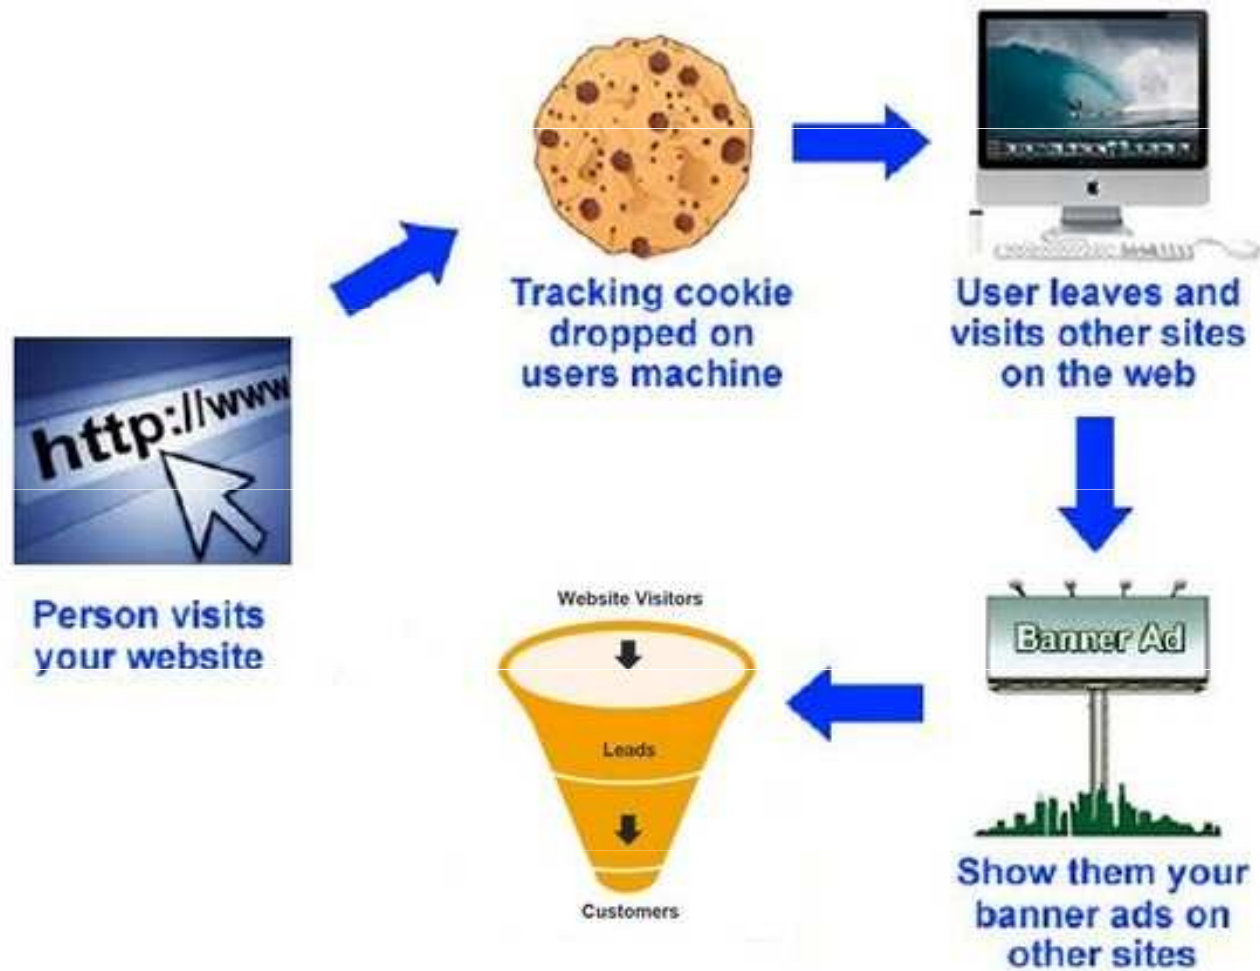 http://www
Person visits
your website
Tracking cookie
dropped on
users machine
User leaves and
visits other sites
on the web
Banner Ad
Show them your
banner ads on
other sites
Website Visitors
Leads
Customers